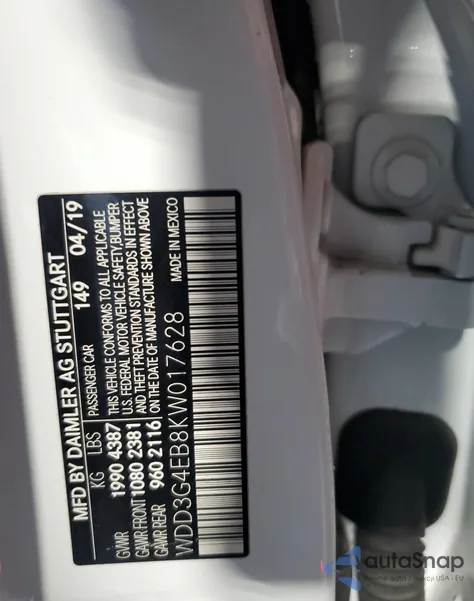 MFD BY DAIMLER AG STUTTGART
149 04/19
KG LBS PASSENGER CAR
GVWR 1990 4387
GAWR FRONT 1080 2381
GAWR REAR 960 2116
THIS VEHICLE CONFORMS TO ALL APPLICABLE
U.S. FEDERAL MOTOR VEHICLE SAFETY,BUMPER
AND THEFT PREVENTION STANDARDS IN EFFECT
ON THE DATE OF MANUFACTURE SHOWN ABOVE
MADE IN MEXICO
WDD3G4EB8KW017628
autoSnap
USA - EU